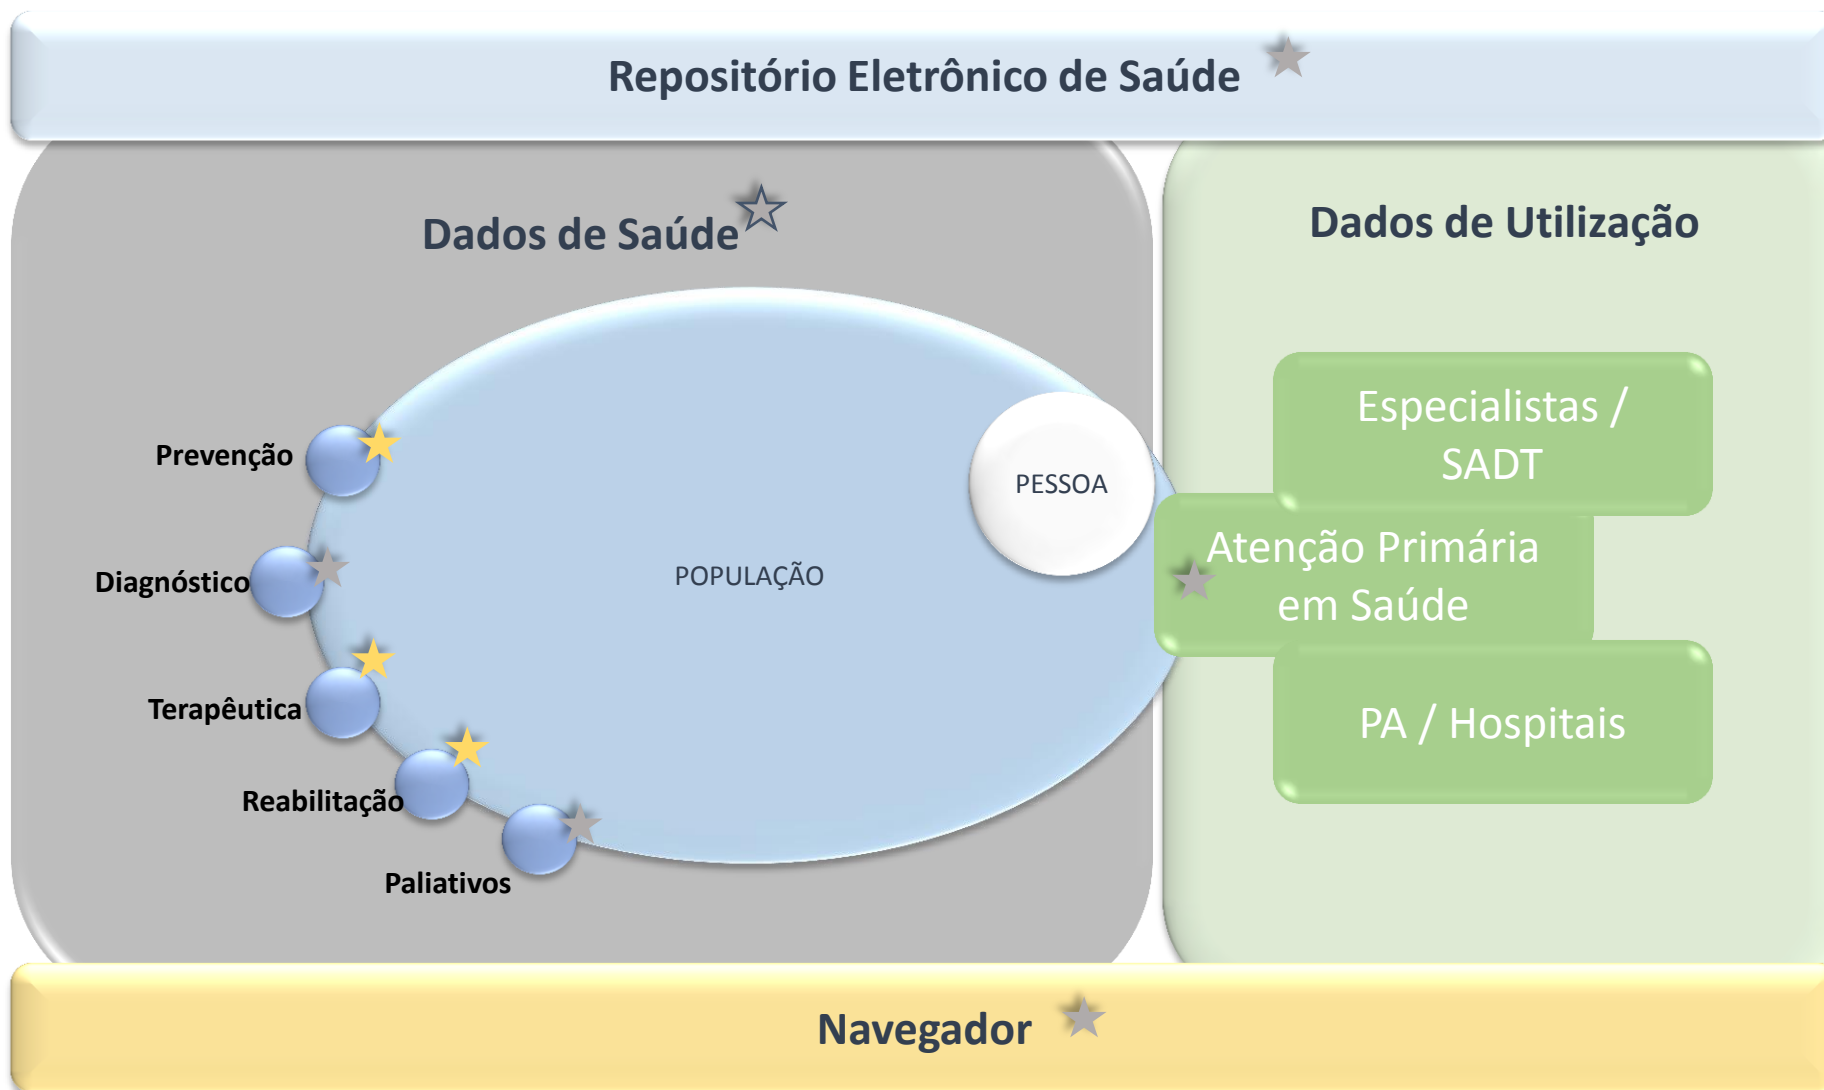 Repositório Eletrônico de Saúde
Dados de Saúde
Dados de Utilização
Prevenção
Diagnóstico
Terapêutica
Reabilitação
Paliativos
POPULAÇÃO
PESSOA
Especialistas /
SADT
Atenção Primária
em Saúde
PA / Hospitais
Navegador